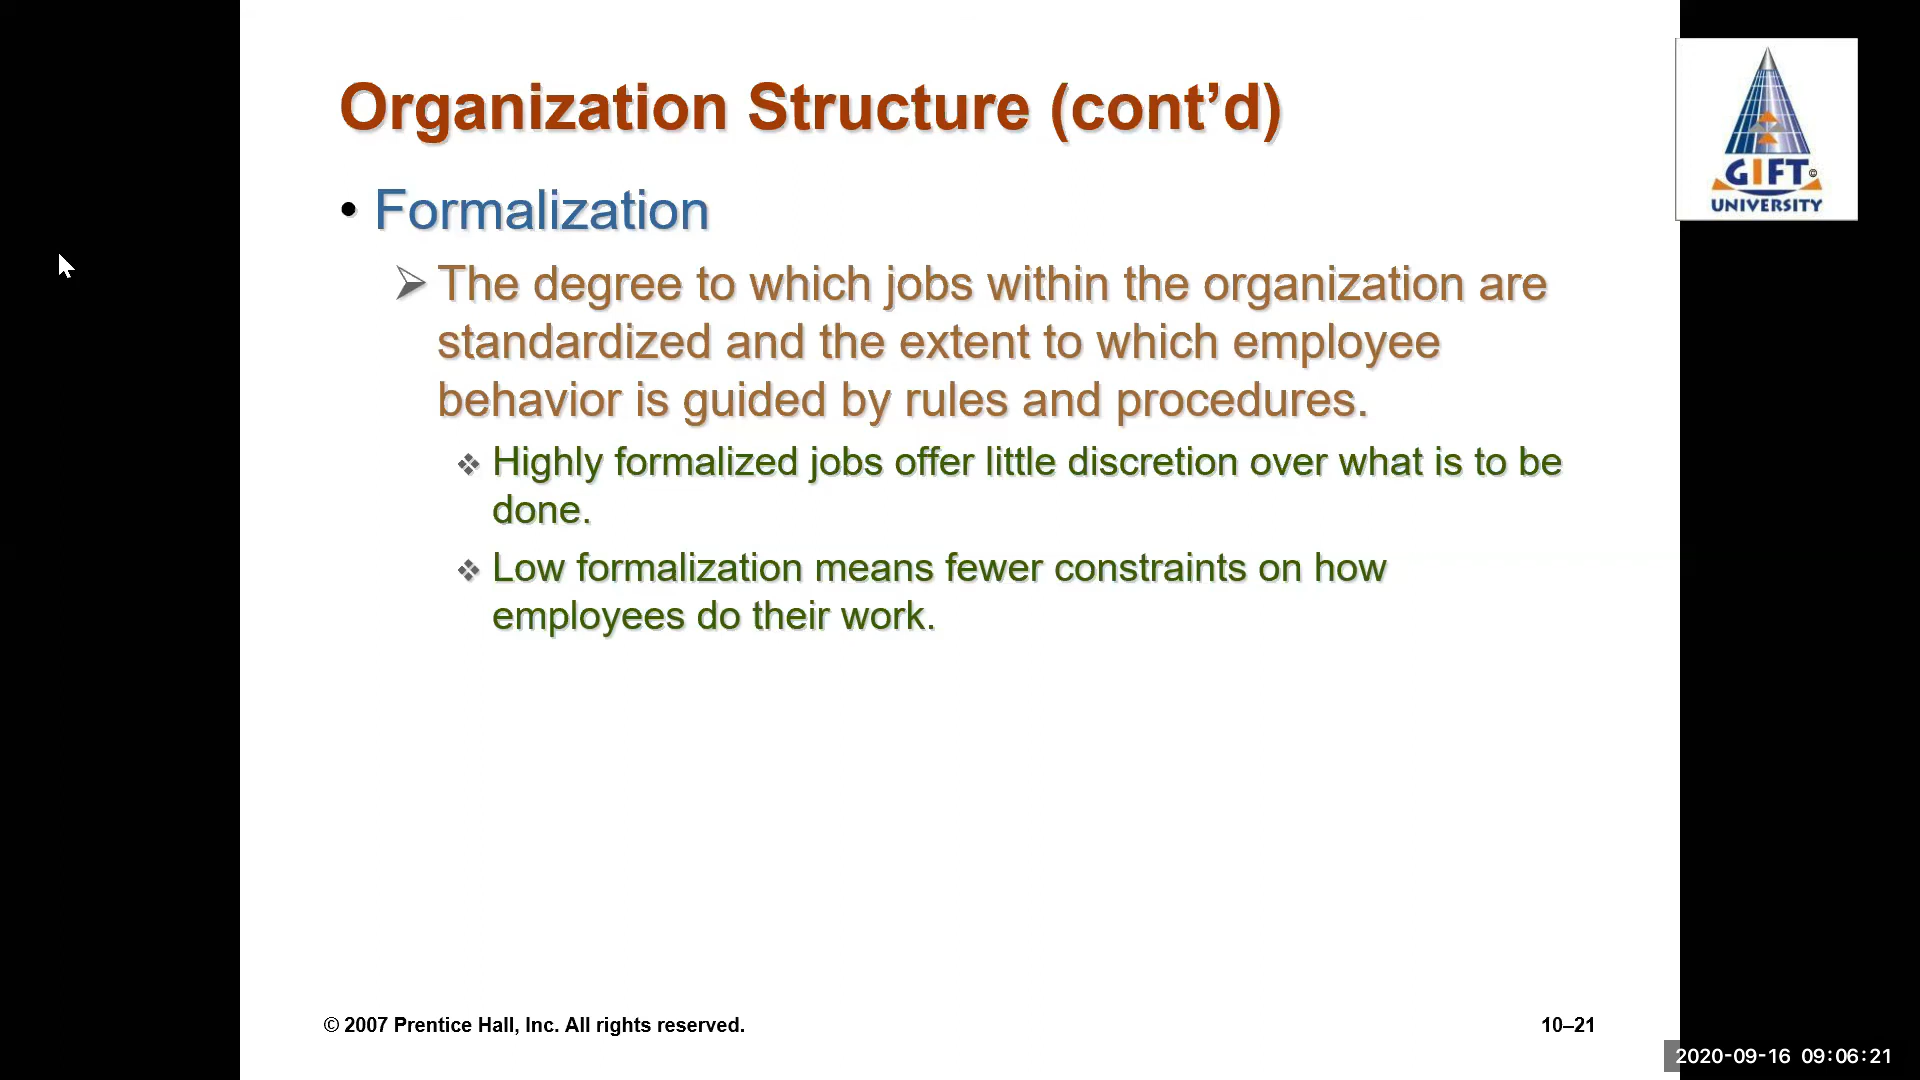 Organization Structure (cont’d)
• Formalization
➢ The degree to which jobs within the organization are
standardized and the extent to which employee
behavior is guided by rules and procedures.
❖ Highly formalized jobs offer little discretion over what is to be
done.
❖ Low formalization means fewer constraints on how
employees do their work.
GIFT©
UNIVERSITY
© 2007 Prentice Hall, Inc. All rights reserved.
10–21
2020-09-16 09:06:21